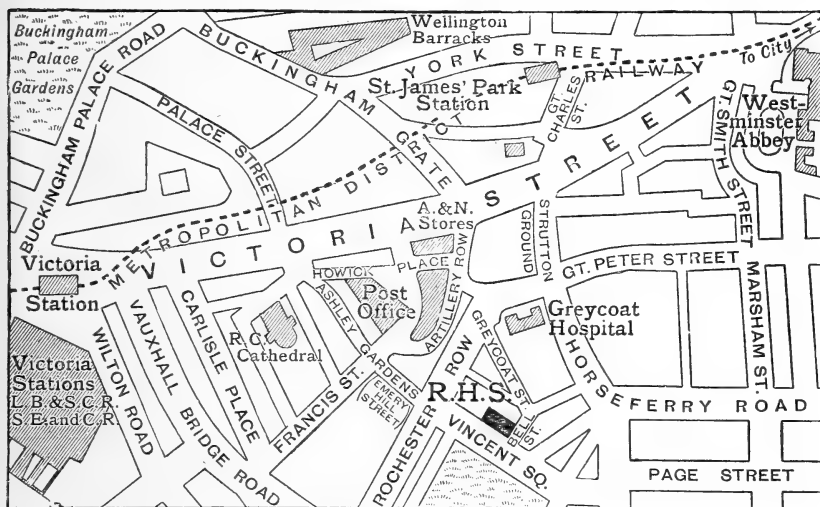 Buckingham
Palace
Gardens
BUCKINGHAM PALACE ROAD
BUCKINGHAM GRATE
Wellington
Barracks
YORK STREET
St. James' Park
Station
RAILWAY
To City
GT. CHARLES ST.
West-
minster
Abbey
GT. SMITH STREET
PALACE STREET
METROPOLITAN DISTRICT
VICTORIA STREET
A. & N.
Stores
STRUTTON
GROUND
GT. PETER STREET
MARSHAM ST.
Victoria
Station
HOWICK PLACE
Post
Office
ARTILLERY ROW
ASHLEY GARDENS
R.C.
Cathedral
CARLISLE PLACE
VAUXHALL BRIDGE ROAD
WILTON ROAD
Victoria
Stations
L.B.&S.C.R.
S.E. and C.R.
FRANCIS ST.
EMERY
HILL
STREET
ROCHESTER ROW
GREYCOAT ST.
Greycoat
Hospital
HORSEFERRY ROAD
R.H.S.
BELL ST.
VINCENT SQ.
PAGE STREET